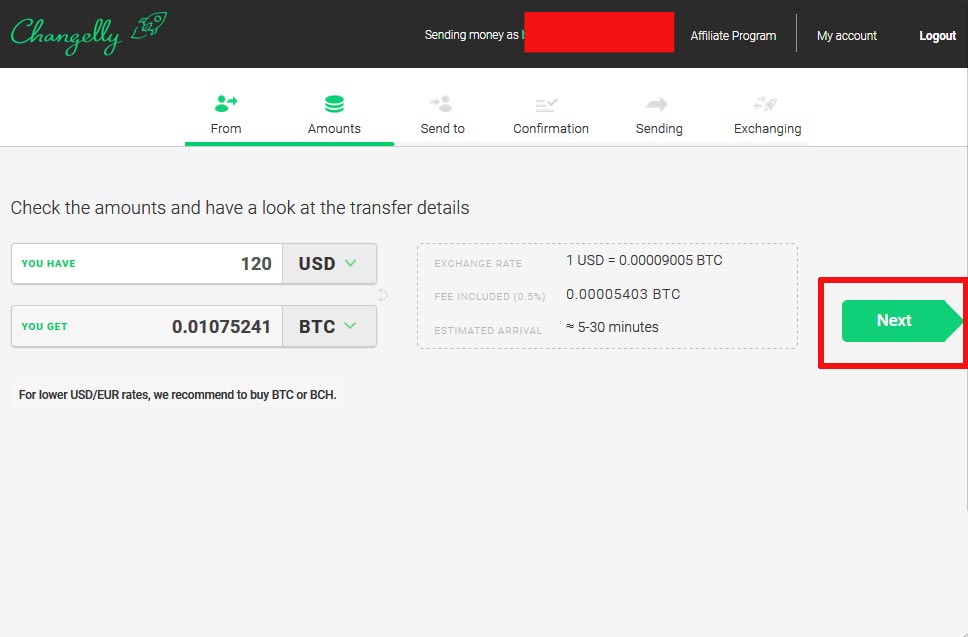 Changelly
Sending money as
Affiliate Program
My account
Logout
From
Amounts
Send to
Confirmation
Sending
Exchanging
Check the amounts and have a look at the transfer details
YOU HAVE 120 USD
YOU GET 0.01075241 BTC
EXCHANGE RATE 1 USD = 0.00009005 BTC
FEE INCLUDED (0.5%) 0.00005403 BTC
ESTIMATED ARRIVAL ≈ 5-30 minutes
Next
For lower USD/EUR rates, we recommend to buy BTC or BCH.